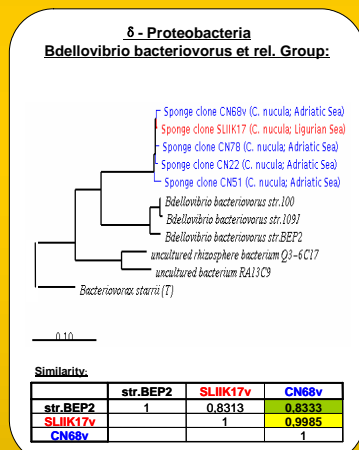 δ - Proteobacteria
Bdellovibrio bacteriovorus et rel. Group:
Sponge clone CN68v (C. nucula; Adriatic Sea)
Sponge clone SLIIK17 (C. nucula; Ligurian Sea)
Sponge clone CN78 (C. nucula; Adriatic Sea)
Sponge clone CN22 (C. nucula; Adriatic Sea)
Sponge clone CN51 (C. nucula; Adriatic Sea)
Bdellovibrio bacteriovorus str.100
Bdellovibrio bacteriovorus str.109J
Bdellovibrio bacteriovorus str.BEP2
uncultured rhizosphere bacterium Q3-6C17
uncultured bacterium RA13C9
Bacteriovorax starrii (T)
0.10
Similarity:
str.BEP2 SLIIK17v CN68v
str.BEP2 1 0,8313 0,8333
SLIIK17v 1 0,9985
CN68v 1